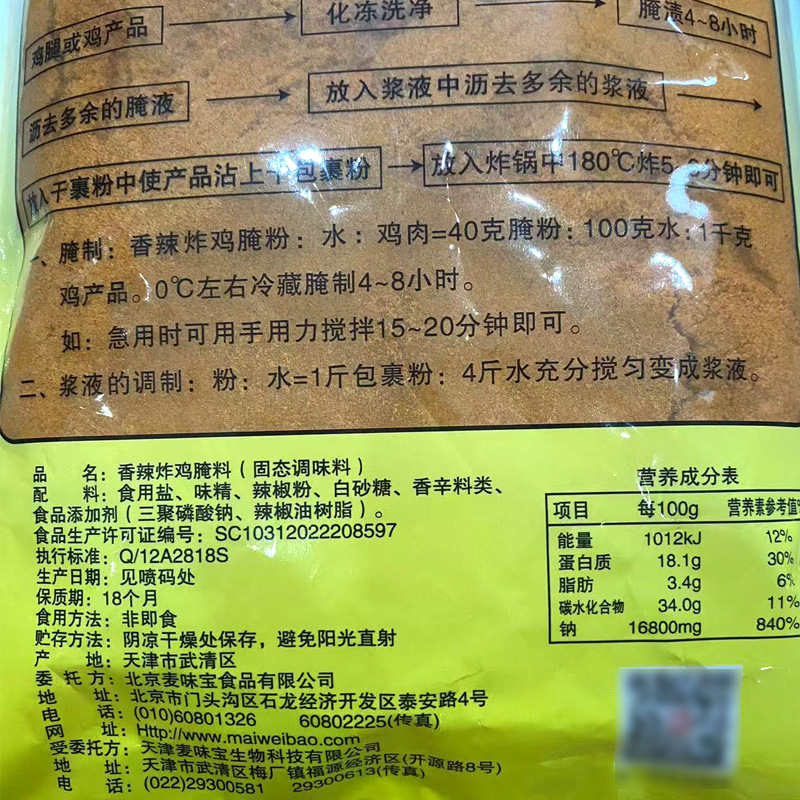 鸡腿或鸡产品 化冻洗净 腌渍4~8小时
沥去多余的腌液 放入浆液中沥去多余的浆液
放入干裹粉中使产品沾上干包裹粉 放入炸锅中180℃炸5~6分钟即可
一、腌制：香辣炸鸡腌粉：水：鸡肉=40克腌粉：100克水：1千克
鸡产品。0℃左右冷藏腌制4~8小时。
如：急用时可用手用力搅拌15~20分钟即可。
二、浆液的调制：粉：水=1斤包裹粉：4斤水充分搅匀变成浆液。
品 名：香辣炸鸡腌料（固态调味料）
配 料：食用盐、味精、辣椒粉、白砂糖、香辛料类、
食品添加剂（三聚磷酸钠、辣椒油树脂）。
食品生产许可证编号：SC10312022208597
执行标准：Q/12A2818S
生产日期：见喷码处
保质期：18个月
食用方法：非即食
贮存方法：阴凉干燥处保存，避免阳光直射
产 地：天津市武清区
委托方：北京麦味宝食品有限公司
地 址：北京市门头沟区石龙经济开发区泰安路4号
电 话：(010)60801326 60802225(传真)
网 址：Http://www.maiweibao.com
受委托方：天津麦味宝生物科技有限公司
地 址：天津市武清区梅厂镇福源经济区(开源路8号)
电 话：(022)29300581 29300613(传真)
营养成分表
项目 每100g 营养素参考值
能量 1012kJ 12%
蛋白质 18.1g 30%
脂肪 3.4g 6%
碳水化合物 34.0g 11%
钠 16800mg 840%